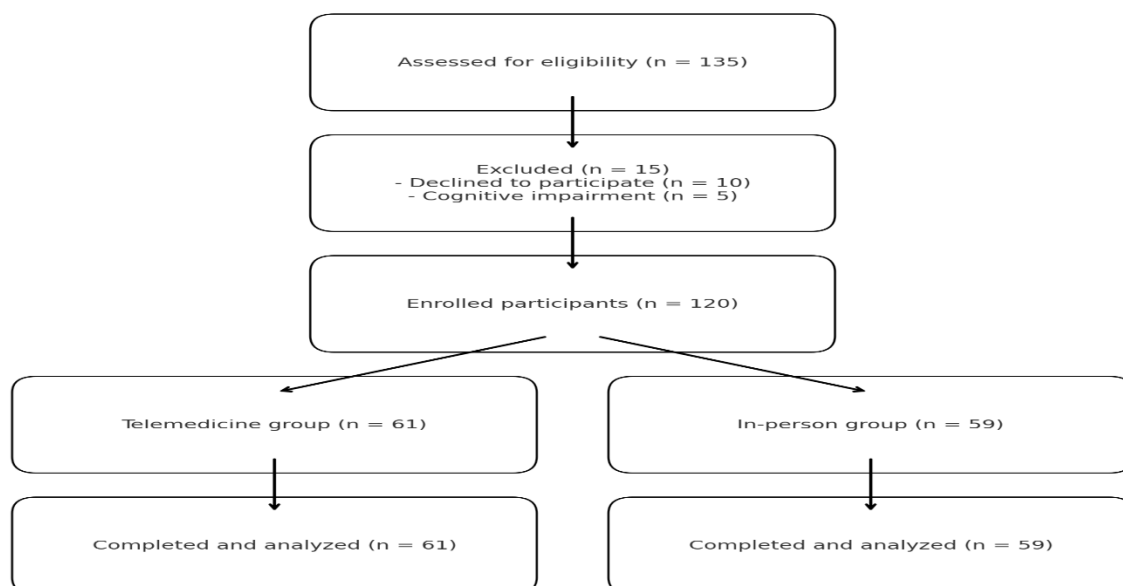 Assessed for eligibility (n = 135)
Excluded (n = 15)
- Declined to participate (n = 10)
- Cognitive impairment (n = 5)
Enrolled participants (n = 120)
Telemedicine group (n = 61)
In-person group (n = 59)
Completed and analyzed (n = 61)
Completed and analyzed (n = 59)